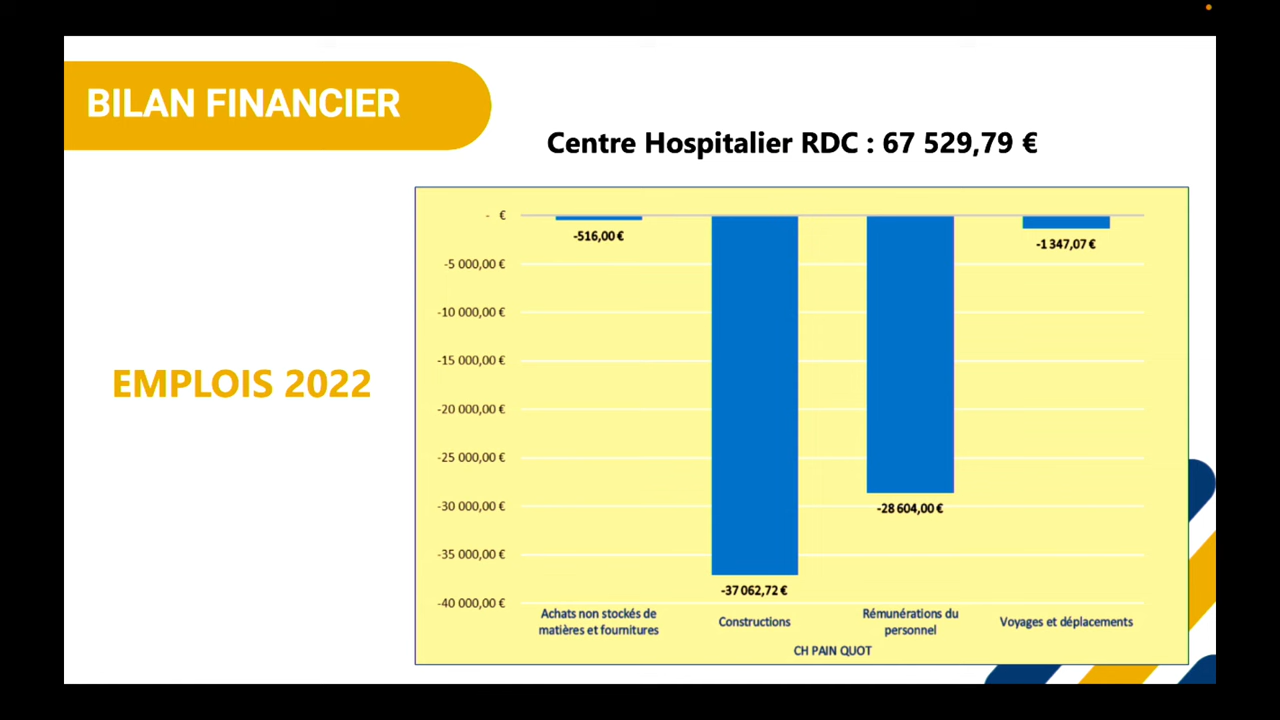 BILAN FINANCIER
Centre Hospitalier RDC : 67 529,79 €
EMPLOIS 2022
- €
-5 000,00 €
-10 000,00 €
-15 000,00 €
-20 000,00 €
-25 000,00 €
-30 000,00 €
-35 000,00 €
-40 000,00 €
-516,00 €
-37 062,72 €
-28 604,00 €
-1 347,07 €
Achats non stockés de
matières et fournitures
Constructions
Rémunérations du
personnel
Voyages et déplacements
CH PAIN QUOT